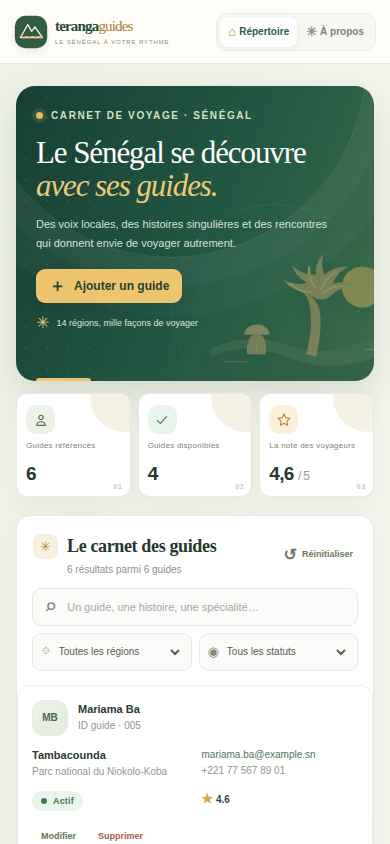 terangaguides
LE SÉNÉGAL À VOTRE RYTHME
Répertoire
À propos
CARNET DE VOYAGE · SÉNÉGAL
Le Sénégal se découvre
avec ses guides.
Des voix locales, des histoires singulières et des rencontres
qui donnent envie de voyager autrement.
+ Ajouter un guide
14 régions, mille façons de voyager
Guides référencés
6
01
Guides disponibles
4
02
La note des voyageurs
4,6 / 5
03
Le carnet des guides
6 résultats parmi 6 guides
Réinitialiser
Un guide, une histoire, une spécialité…
Toutes les régions
Tous les statuts
MB
Mariama Ba
ID guide · 005
Tambacounda
Parc national du Niokolo-Koba
mariama.ba@example.sn
+221 77 567 89 01
Actif
★ 4.6
Modifier
Supprimer